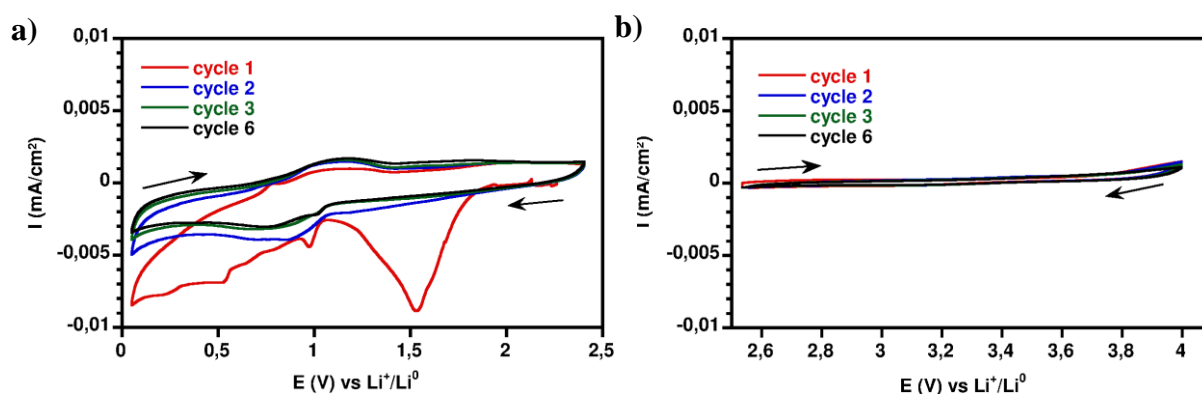 a)
0,01
0,005
0
-0,005
-0,01
I (mA/cm²)
cycle 1
cycle 2
cycle 3
cycle 6
0
0,5
1
1,5
2
2,5
E (V) vs Li⁺/Li⁰
b)
0,01
0,005
0
-0,005
-0,01
I (mA/cm²)
cycle 1
cycle 2
cycle 3
cycle 6
2,6
2,8
3
3,2
3,4
3,6
3,8
4
E (V) vs Li⁺/Li⁰